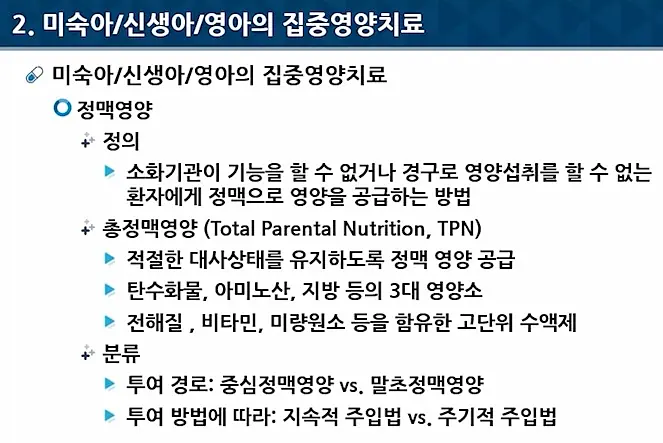 2. 미숙아/신생아/영아의 집중영양치료
미숙아/신생아/영아의 집중영양치료
정맥영양
정의
소화기관이 기능을 할 수 없거나 경구로 영양섭취를 할 수 없는
환자에게 정맥으로 영양을 공급하는 방법
총정맥영양 (Total Parental Nutrition, TPN)
적절한 대사상태를 유지하도록 정맥 영양 공급
탄수화물, 아미노산, 지방 등의 3대 영양소
전해질 , 비타민, 미량원소 등을 함유한 고단위 수액제
분류
투여 경로: 중심정맥영양 vs. 말초정맥영양
투여 방법에 따라: 지속적 주입법 vs. 주기적 주입법